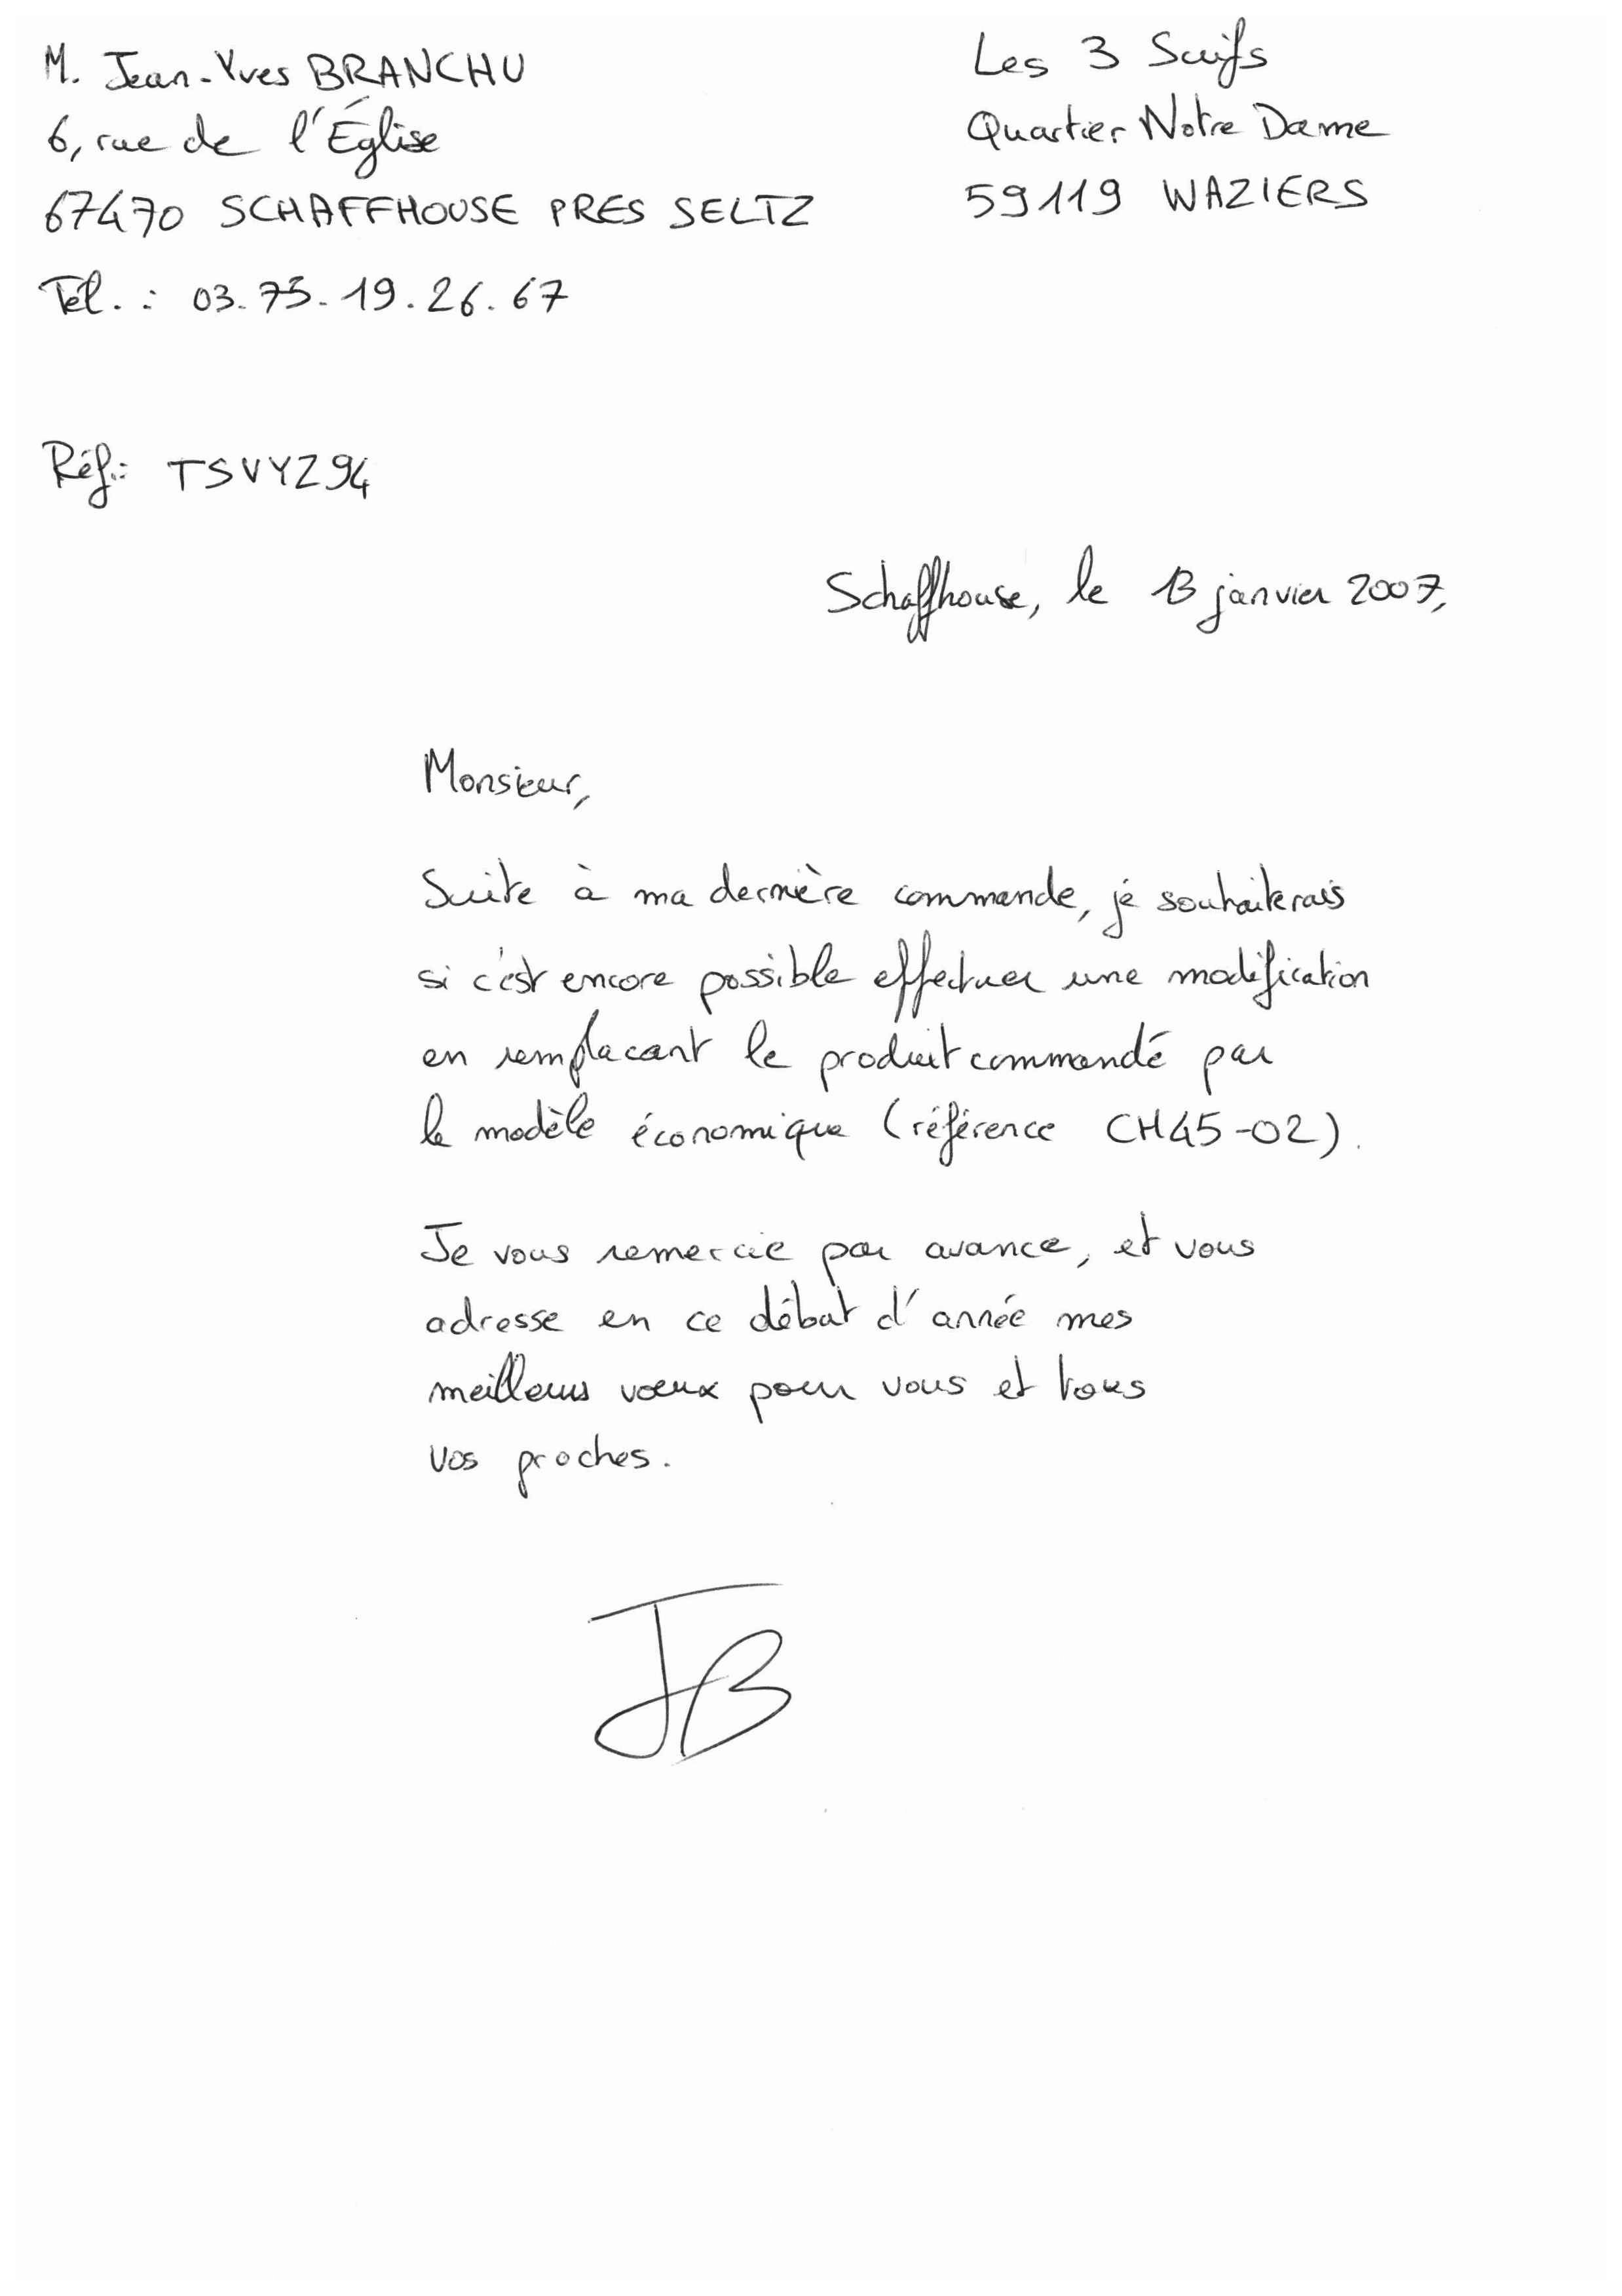 M. Jean-Yves BRANCHU
6, rue de l'Église
67470 SCHAFFHOUSE PRES SELTZ
Tél. : 03.75.19.26.67
Les 3 Suifs
Quartier Notre Dame
59119 WAZIERS
Réf.: TSVYZ94
Schaffhouse, le 13 janvier 2007,
Monsieur,
Suite à ma dernière commande, je souhaiterais
si c'est encore possible effectuer une modification
en remplacant le produit commandé par
le modèle économique (référence CH45-02).
Je vous remercie par avance, et vous
adresse en ce début d'année mes
meilleurs vœux pour vous et tous
vos proches.
JB